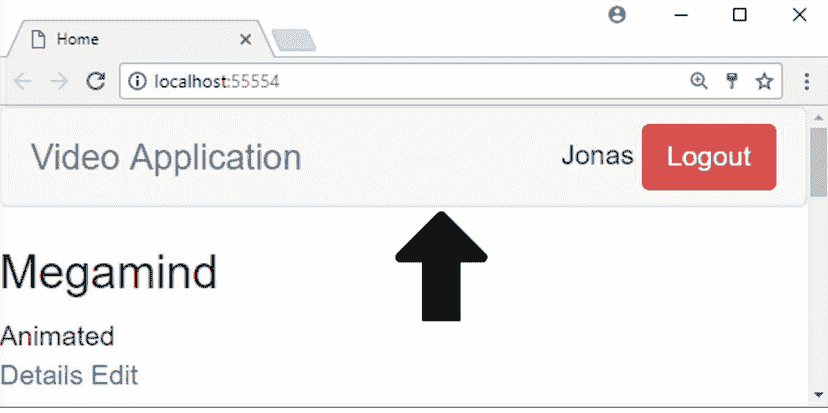 Home
localhost:55554
Video Application
Jonas Logout
Megamind
Animated
Details Edit